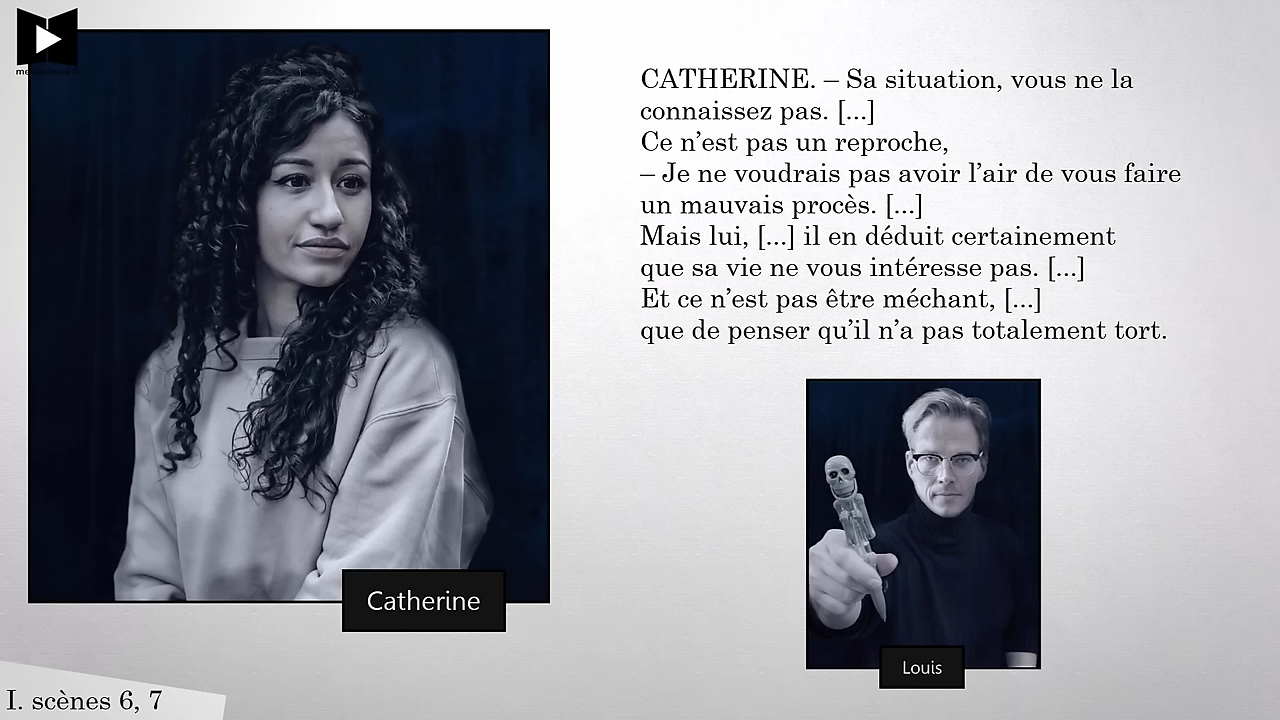 CATHERINE. – Sa situation, vous ne la
connaissez pas. [...]
Ce n’est pas un reproche,
– Je ne voudrais pas avoir l’air de vous faire
un mauvais procès. [...]
Mais lui, [...] il en déduit certainement
que sa vie ne vous intéresse pas. [...]
Et ce n’est pas être méchant, [...]
que de penser qu’il n’a pas totalement tort.
Catherine
Louis
I. scènes 6, 7